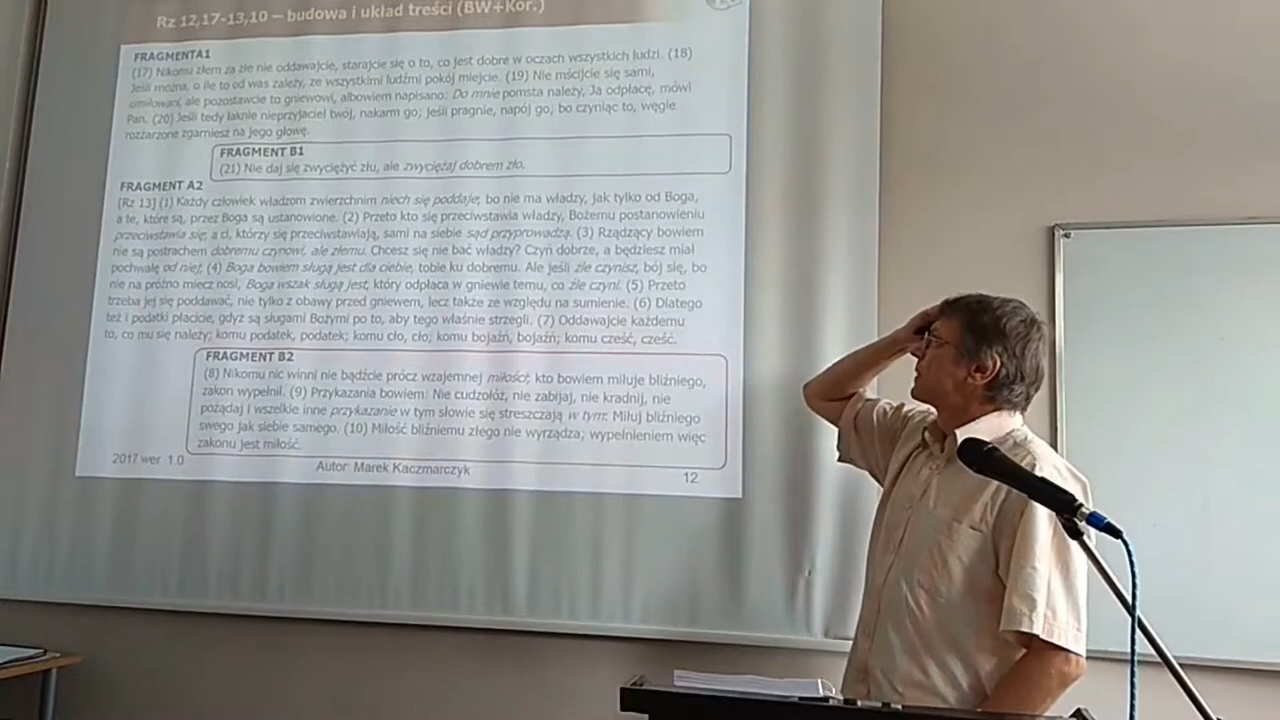 Rz 12,17-13,10 – budowa i układ treści (BW+Kor.)
FRAGMENTA1
(17) Nikomu złem za złe nie oddawajcie, starajcie się o to, co jest dobre w oczach wszystkich ludzi. (18)
Jeśli można, o ile to od was zależy, ze wszystkimi ludźmi pokój miejcie. (19) Nie mścijcie się sami,
umiłowani, ale pozostawcie to gniewowi, albowiem napisano: Do mnie pomsta należy, Ja odpłacę, mówi
Pan. (20) Jeśli tedy łaknie nieprzyjaciel twój, nakarm go; jeśli pragnie, napój go; bo czyniąc to, węgle
rozżarzone zgarniesz na jego głowę.
FRAGMENT B1
(21) Nie daj się zwyciężyć złu, ale zwyciężaj dobrem zło.
FRAGMENT A2
[Rz 13] (1) Każdy człowiek władzom zwierzchnim niech się poddaje; bo nie ma władzy, jak tylko od Boga,
a te, które są, przez Boga są ustanowione. (2) Przeto kto się przeciwstawia władzy, Bożemu postanowieniu
przeciwstawia się; a ci, którzy się przeciwstawiają, sami na siebie sąd przyprowadzą. (3) Rządzący bowiem
nie są postrachem dobremu czynowi, ale złemu. Chcesz się nie bać władzy? Czyń dobrze, a będziesz miał
pochwałę od niej; (4) Boga bowiem sługą jest dla ciebie, tobie ku dobremu. Ale jeśli źle czynisz, bój się, bo
nie na próżno miecz nosi, Boga wszak sługą jest, który odpłaca w gniewie temu, co źle czyni. (5) Przeto
trzeba jej się poddawać, nie tylko z obawy przed gniewem, lecz także ze względu na sumienie. (6) Dlatego
też i podatki płacicie, gdyż są sługami Bożymi po to, aby tego właśnie strzegli. (7) Oddawajcie każdemu
to, co mu się należy; komu podatek, podatek; komu cło, cło; komu bojaźń, bojaźń; komu cześć, cześć.
FRAGMENT B2
(8) Nikomu nic winni nie bądźcie prócz wzajemnej miłości; kto bowiem miłuje bliźniego,
zakon wypełnił. (9) Przykazania bowiem: Nie cudzołóż, nie zabijaj, nie kradnij, nie
pożądaj i wszelkie inne przykazanie w tym słowie się streszczają w tym: Miłuj bliźniego
swego jak siebie samego. (10) Miłość bliźniemu złego nie wyrządza; wypełnieniem więc
zakonu jest miłość.
2017 wer. 1.0
Autor: Marek Kaczmarczyk
12